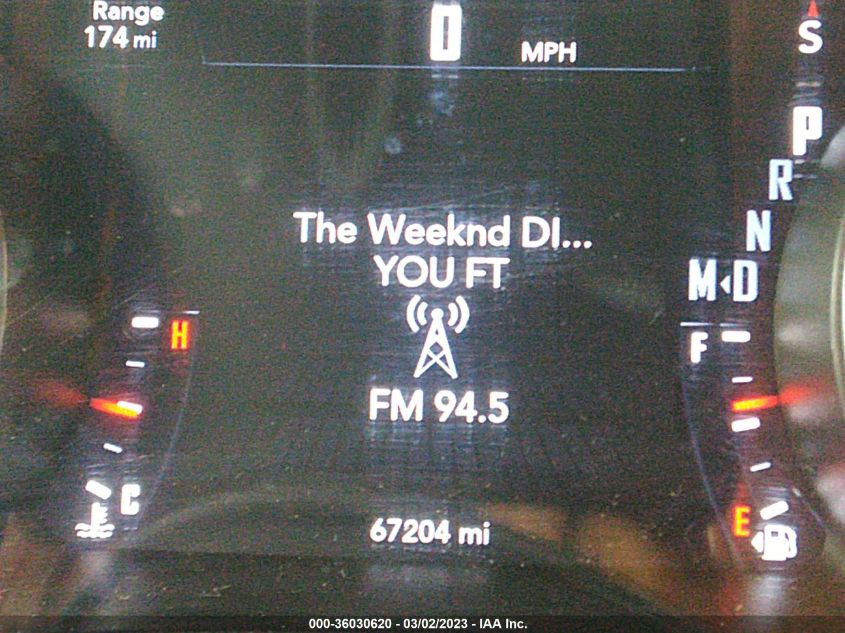 Range
174 mi
0
MPH
S
P
R
N
M◂D
The Weeknd DI...
YOU FT
FM 94.5
H
C
F
E
67204 mi
000-36030620 - 03/02/2023 - IAA Inc.